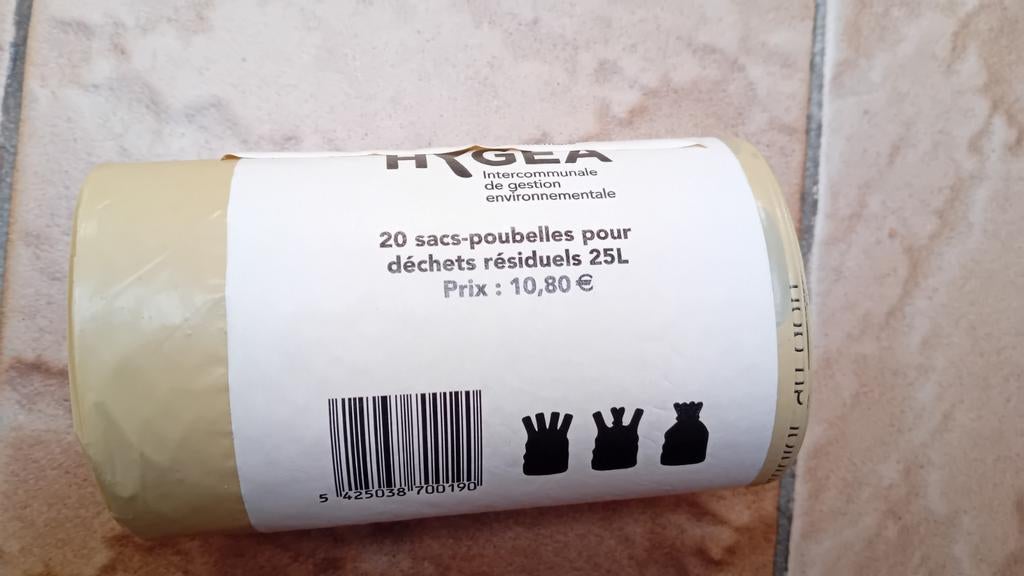 HYGEA
Intercommunale
de gestion
environnementale
20 sacs-poubelles pour
déchets résiduels 25L
Prix : 10,80 €
5 425038 700190